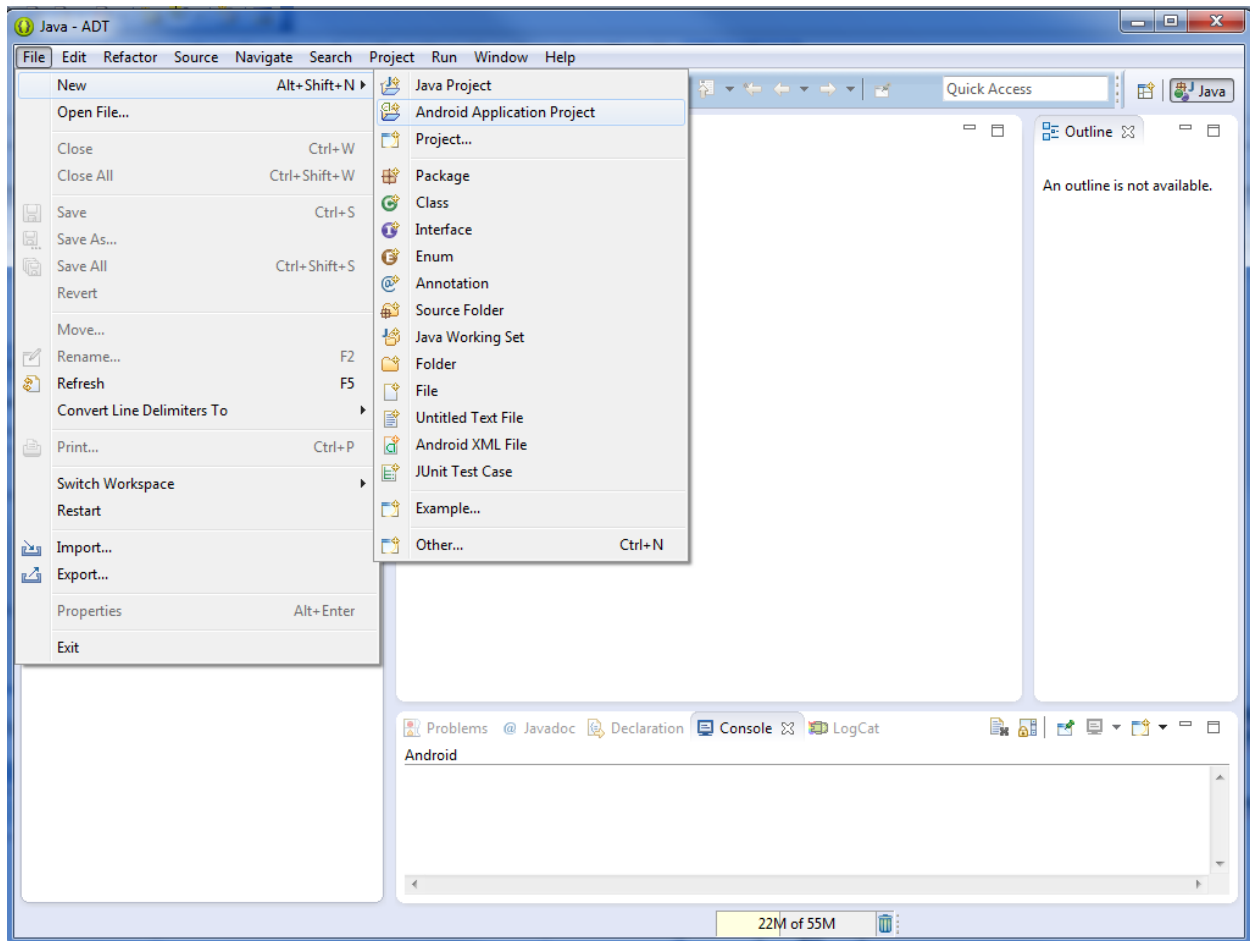 Java - ADT
File Edit Refactor Source Navigate Search Project Run Window Help
New Alt+Shift+N
Open File...
Close Ctrl+W
Close All Ctrl+Shift+W
Save Ctrl+S
Save As...
Save All Ctrl+Shift+S
Revert
Move...
Rename... F2
Refresh F5
Convert Line Delimiters To
Print... Ctrl+P
Switch Workspace
Restart
Import...
Export...
Properties Alt+Enter
Exit
Java Project
Android Application Project
Project...
Package
Class
Interface
Enum
Annotation
Source Folder
Java Working Set
Folder
File
Untitled Text File
Android XML File
JUnit Test Case
Example...
Other... Ctrl+N
Quick Access
Java
Outline
An outline is not available.
Problems @ Javadoc Declaration Console LogCat
Android
22M of 55M